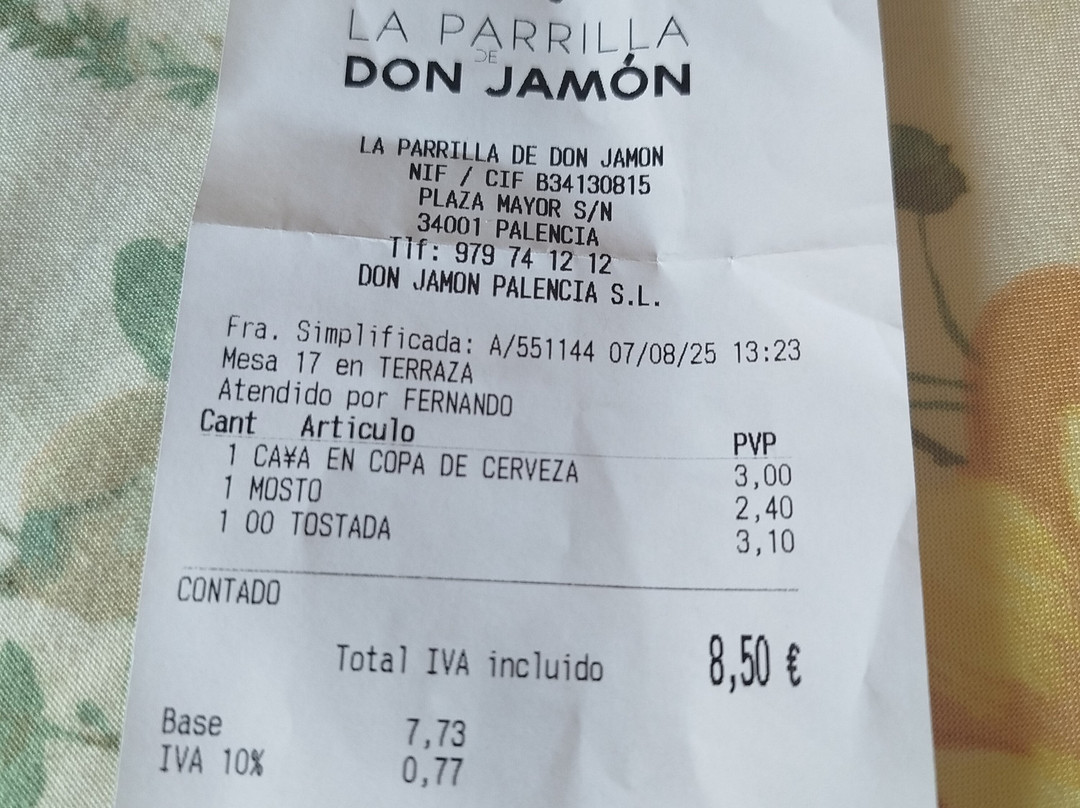 LA PARRILLA
DE
DON JAMÓN
LA PARRILLA DE DON JAMON
NIF / CIF B34130815
PLAZA MAYOR S/N
34001 PALENCIA
Tlf: 979 74 12 12
DON JAMON PALENCIA S.L.
Fra. Simplificada: A/551144 07/08/25 13:23
Mesa 17 en TERRAZA
Atendido por FERNANDO
Cant Articulo PVP
1 CA¥A EN COPA DE CERVEZA 3,00
1 MOSTO 2,40
1 00 TOSTADA 3,10
CONTADO
Total IVA incluido 8,50 €
Base 7,73
IVA 10% 0,77